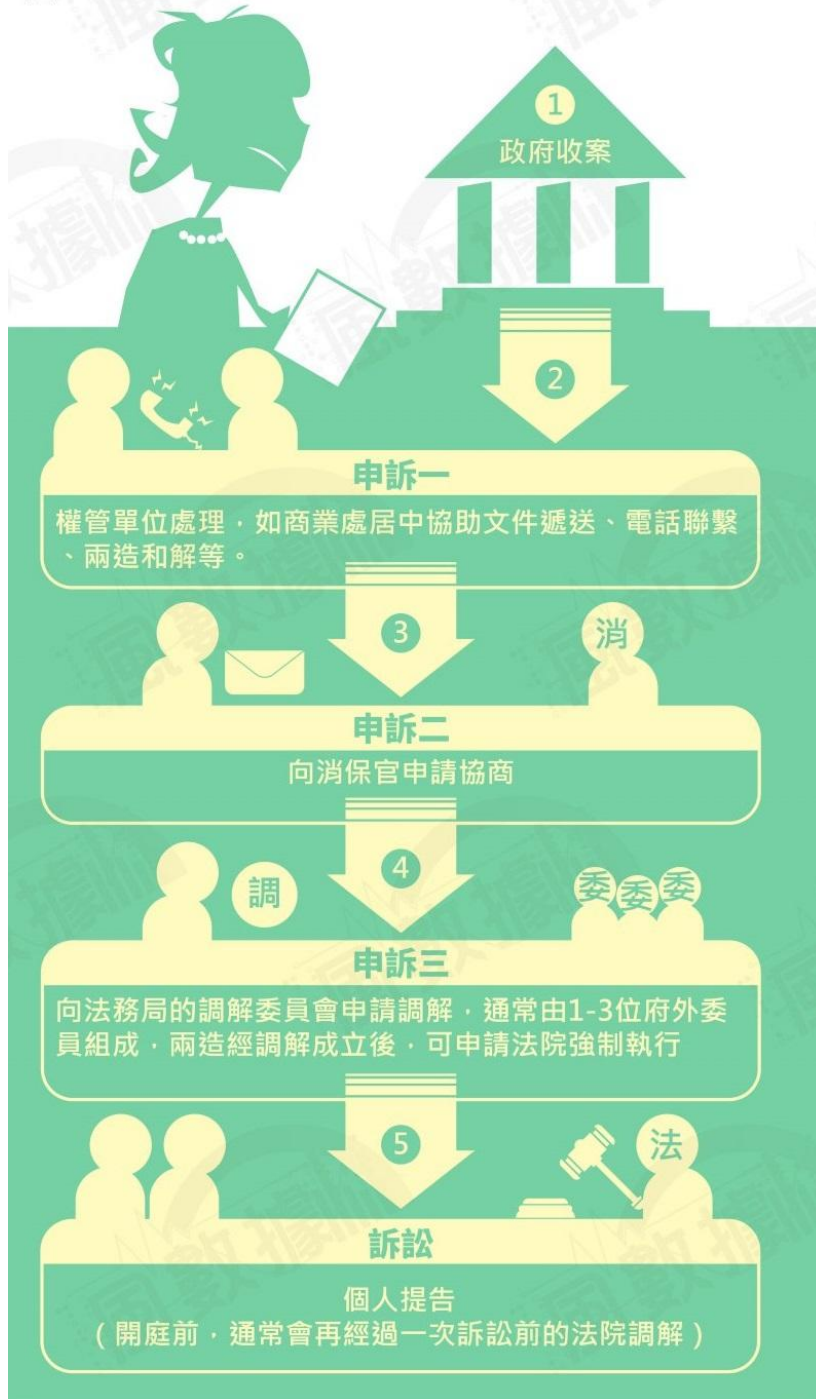 1
政府收案
2
申訴一
權管單位處理，如商業處居中協助文件遞送、電話聯繫
、兩造和解等。
3
消
申訴二
向消保官申請協商
4
調
委委委
申訴三
向法務局的調解委員會申請調解，通常由1-3位府外委
員組成，兩造經調解成立後，可申請法院強制執行
5
法
訴訟
個人提告
（開庭前，通常會再經過一次訴訟前的法院調解）
風數據